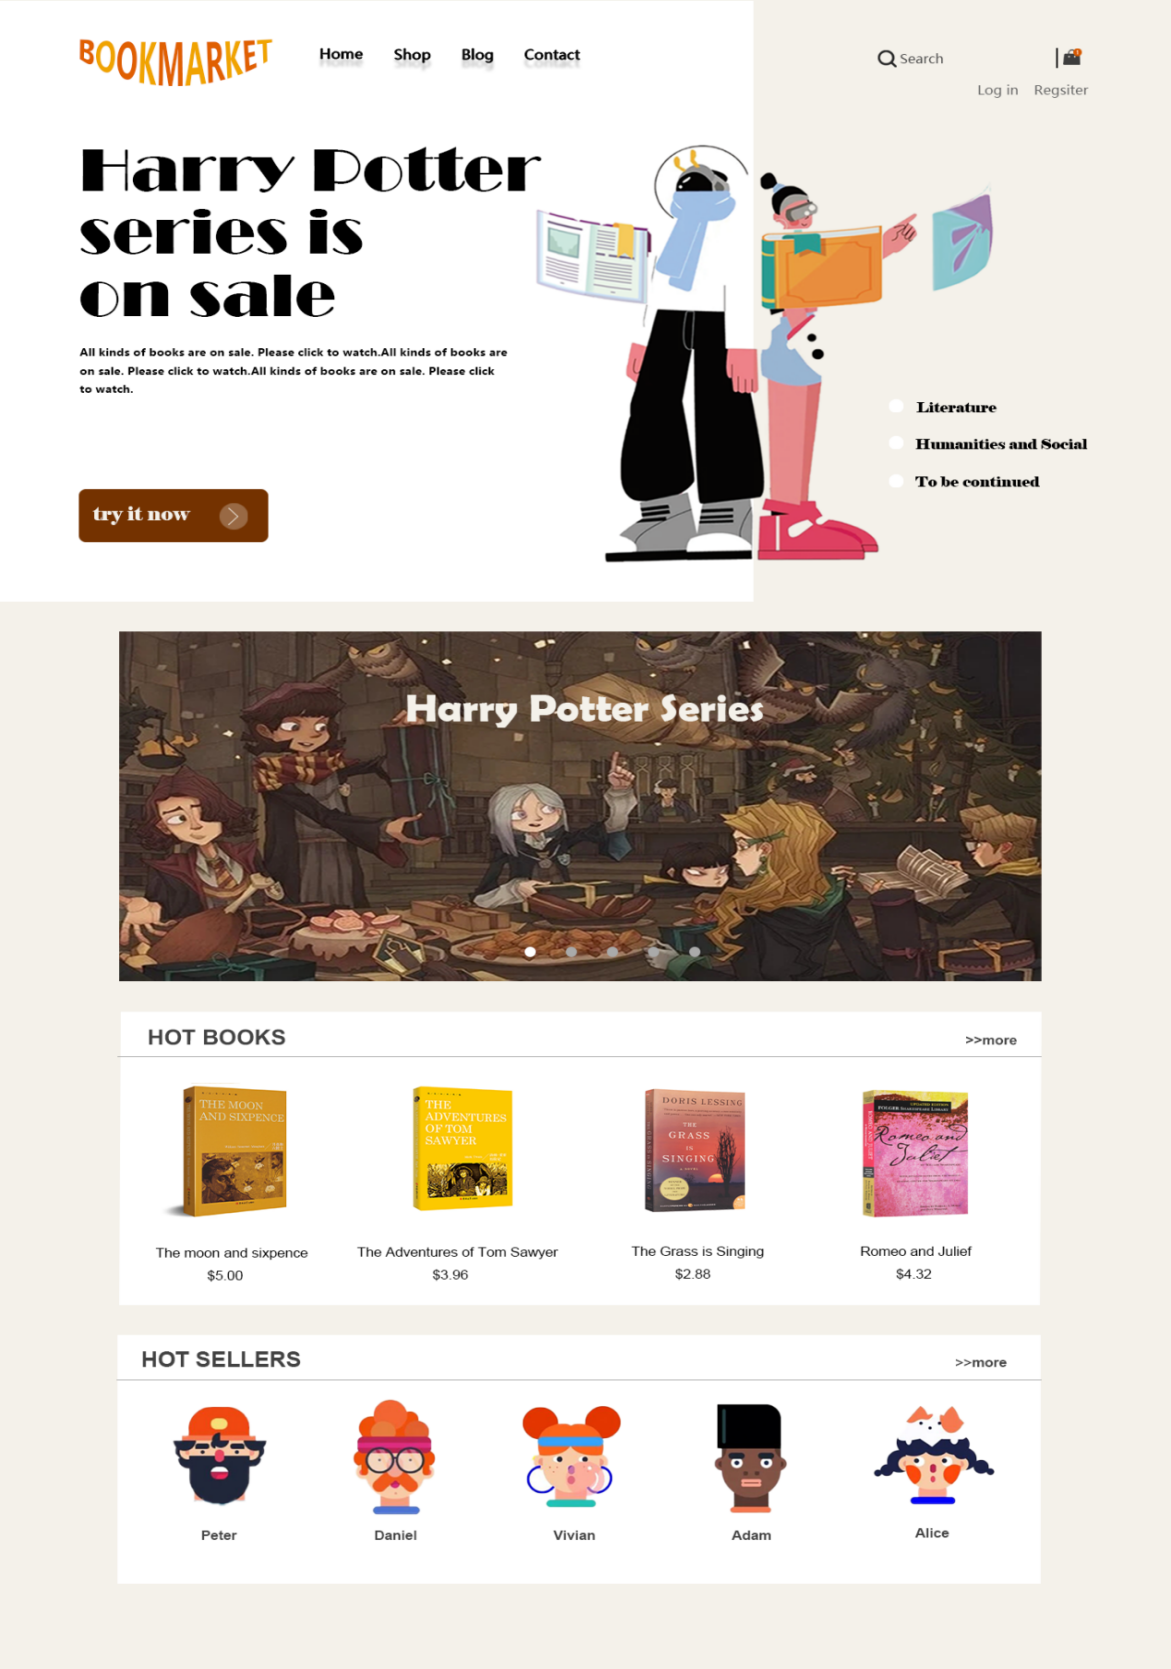 BOOKMARKET
Home Shop Blog Contact
Search
Log in Regsiter
Harry Potter
series is
on sale
All kinds of books are on sale. Please click to watch.All kinds of books are
on sale. Please click to watch.All kinds of books are on sale. Please click
to watch.
Literature
Humanities and Social
To be continued
try it now
Harry Potter Series
HOT BOOKS
>>more
THE MOON
AND SIXPENCE
THE
ADVENTURES
OF TOM
SAWYER
DORIS LESSING
THE
GRASS
IS
SINGING
Romeo and
Juliet
The moon and sixpence
$5.00
The Adventures of Tom Sawyer
$3.96
The Grass is Singing
$2.88
Romeo and Julief
$4.32
HOT SELLERS
>>more
Peter
Daniel
Vivian
Adam
Alice